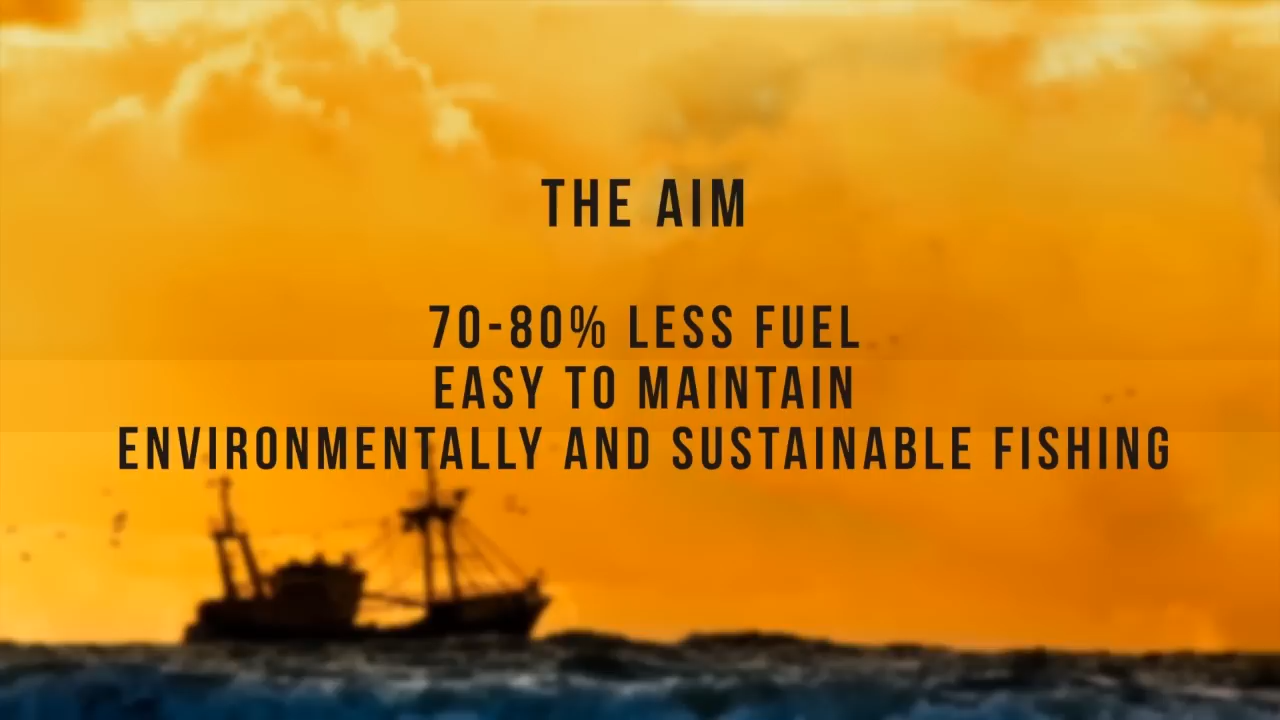 THE AIM
70-80% LESS FUEL
EASY TO MAINTAIN
ENVIRONMENTALLY AND SUSTAINABLE FISHING